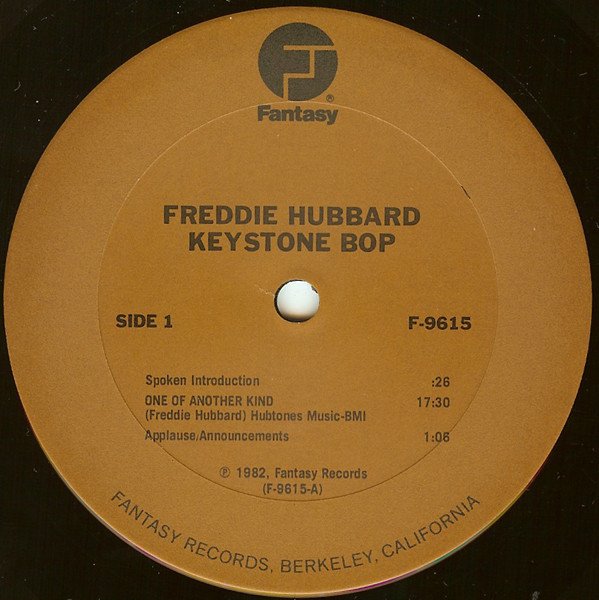 ®
Fantasy
FREDDIE HUBBARD
KEYSTONE BOP
SIDE 1 F-9615
Spoken Introduction :26
ONE OF ANOTHER KIND 17:30
(Freddie Hubbard) Hubtones Music-BMI
Applause/Announcements 1:06
℗ 1982, Fantasy Records
(F-9615-A)
FANTASY RECORDS, BERKELEY, CALIFORNIA